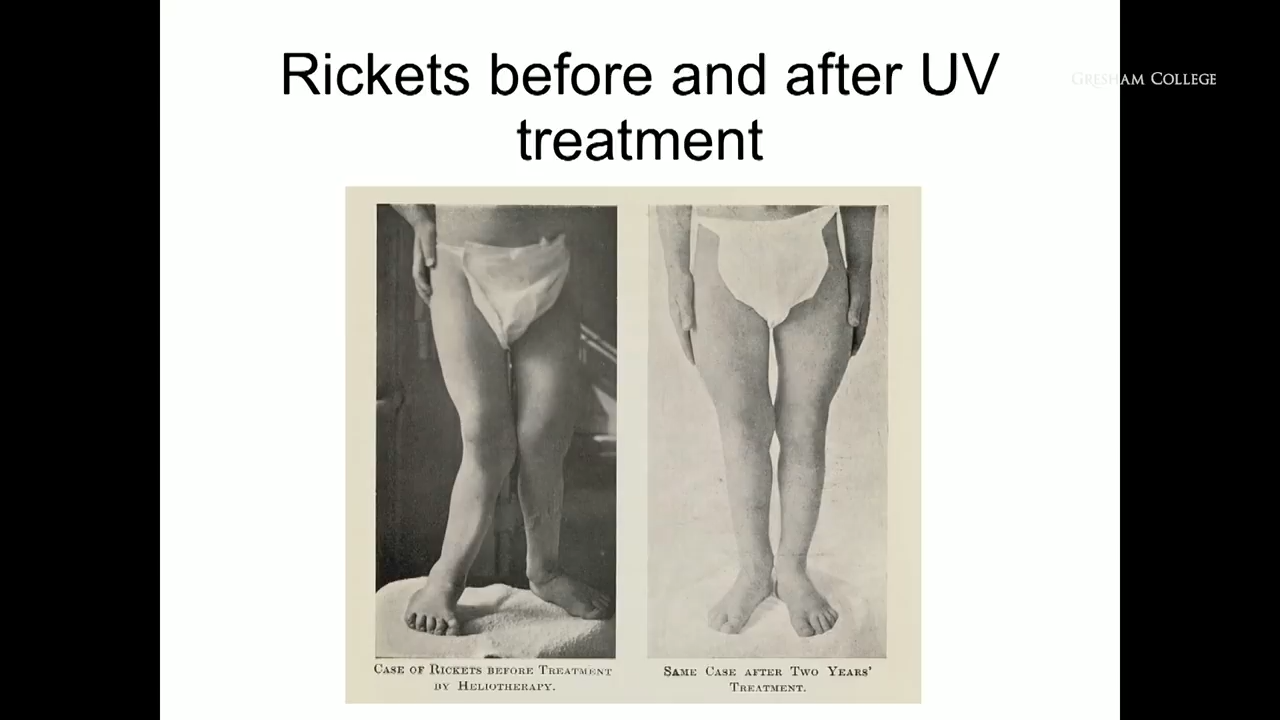 Rickets before and after UV
treatment
GRESHAM COLLEGE
CASE OF RICKETS BEFORE TREATMENT
BY HELIOTHERAPY.
SAME CASE AFTER TWO YEARS'
TREATMENT.